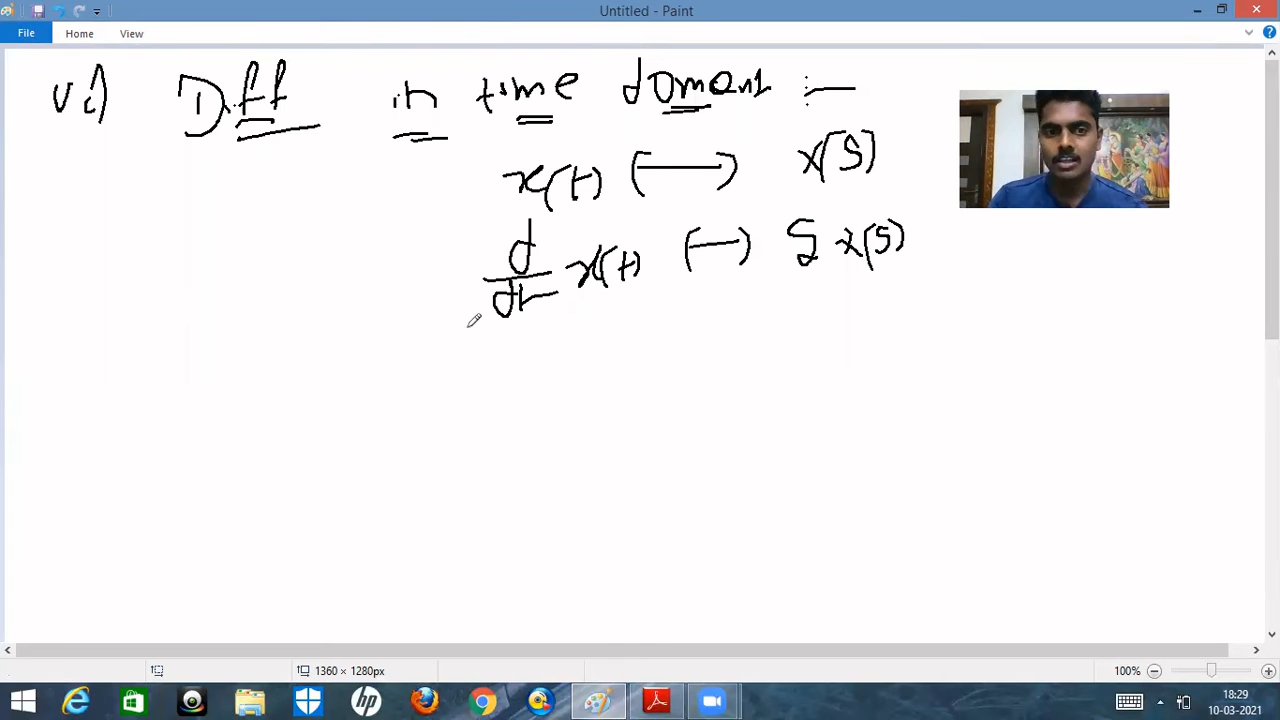 Untitled - Paint
File Home View
vi) Diff in time domain :-
x(t) ⟷ X(S)
d/dt x(t) ⟷ S X(S)
1360 × 1280px
100%
18:29
10-03-2021